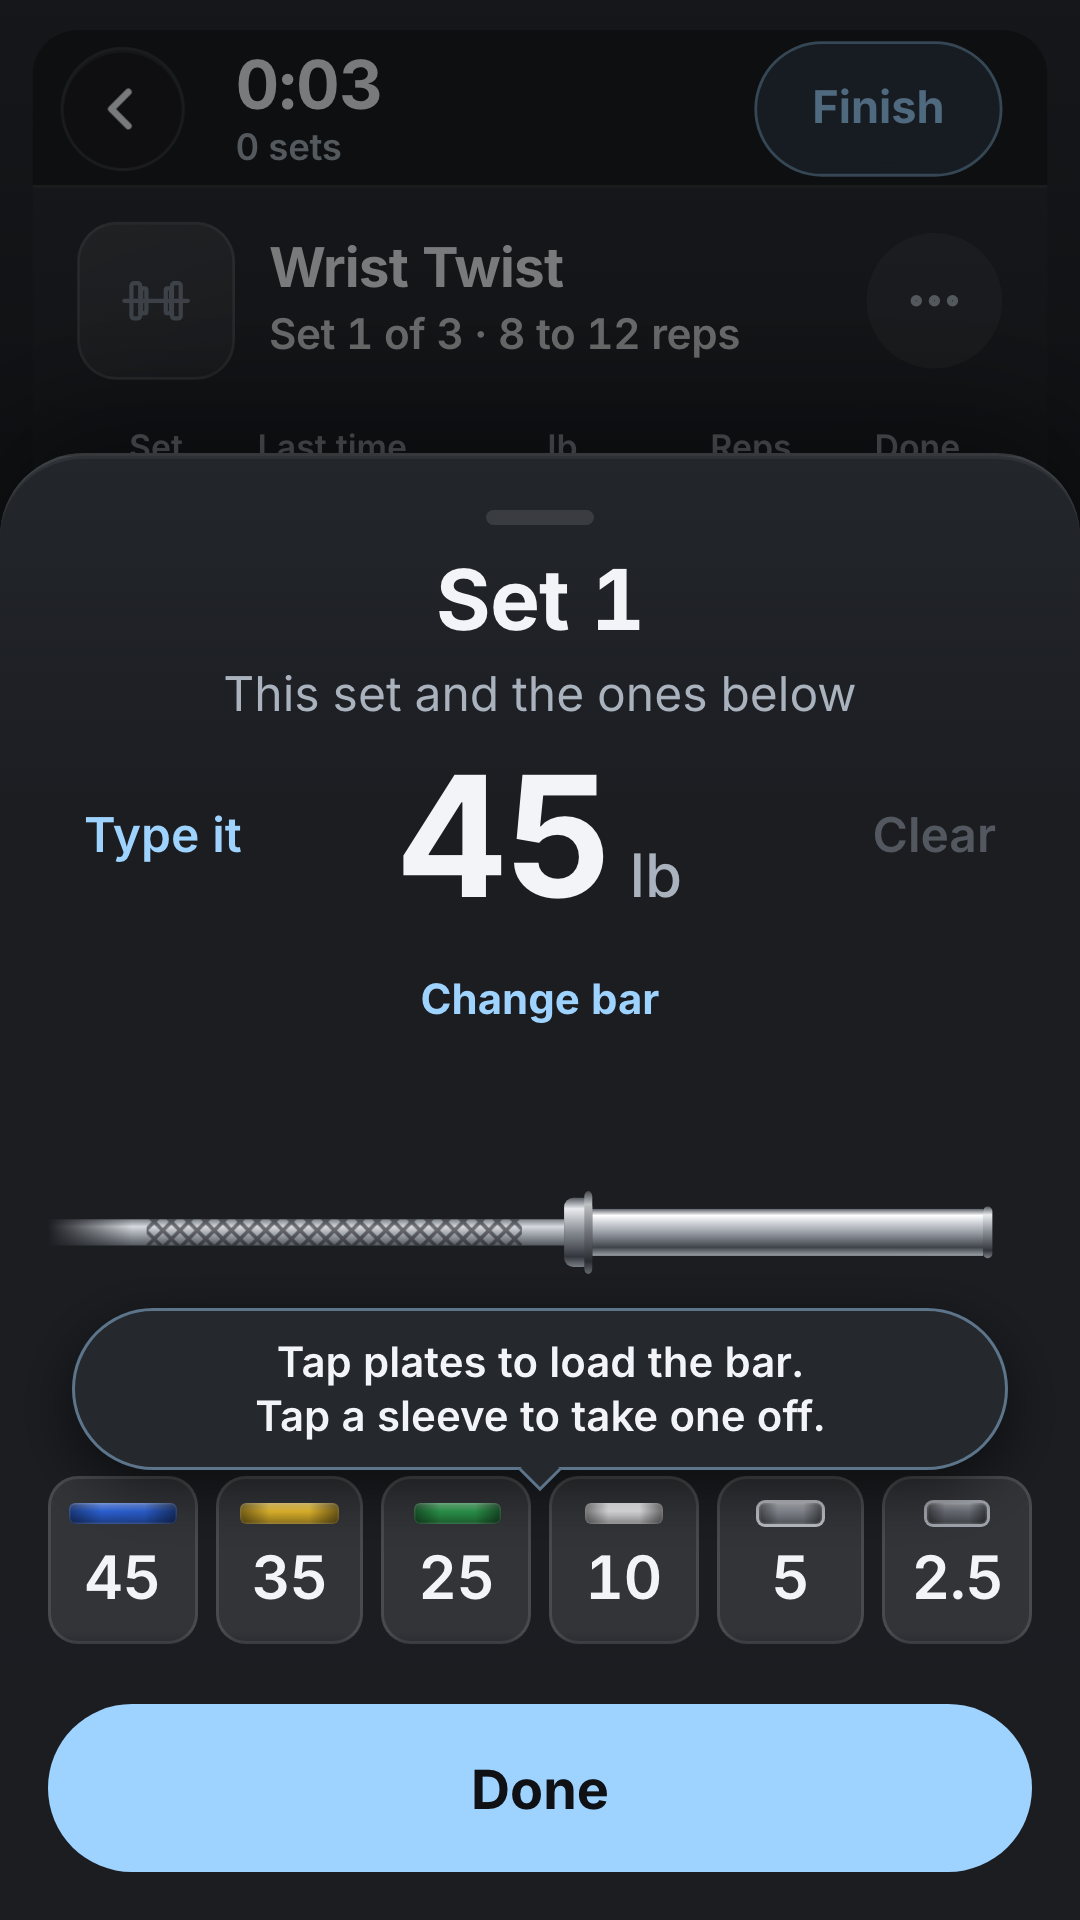 0:03
0 sets
Finish
Wrist Twist
Set 1 of 3 · 8 to 12 reps
Set Last time lb Reps Done
Set 1
This set and the ones below
Type it
45 lb
Clear
Change bar
Tap plates to load the bar.
Tap a sleeve to take one off.
45 35 25 10 5 2.5
Done